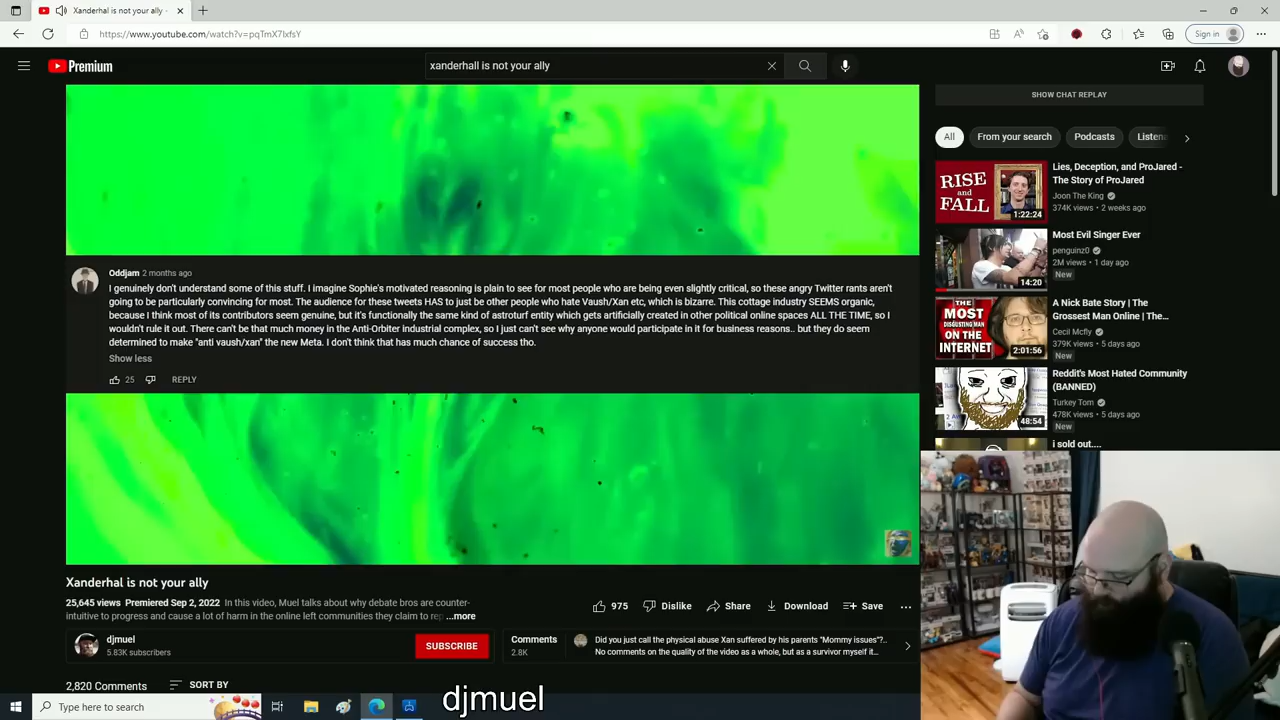 Xanderhall is not your ally -
https://www.youtube.com/watch?v=pqTmX7IxfsY
Sign in
Premium
xanderhall is not your ally
SHOW CHAT REPLAY
All
From your search
Podcasts
Listena
Lies, Deception, and ProJared -
The Story of ProJared
Joon The King
374K views • 2 weeks ago
RISE
and
FALL
1:22:24
Most Evil Singer Ever
penguinz0
2M views • 1 day ago
New
14:20
A Nick Bate Story | The
Grossest Man Online | The...
Cecil Mcfly
379K views • 5 days ago
New
THE
MOST
DISGUSTING
MAN
ON THE
INTERNET
2:01:56
Reddit's Most Hated Community
(BANNED)
Turkey Tom
478K views • 5 days ago
New
48:54
i sold out....
Oddjam 2 months ago
I genuinely don't understand some of this stuff. I imagine Sophie's motivated reasoning is plain to see for most people who are being even slightly critical, so these angry Twitter rants aren't
going to be particularly convincing for most. The audience for these tweets HAS to just be other people who hate Vaush/Xan etc, which is bizarre. This cottage industry SEEMS organic,
because I think most of its contributors seem genuine, but it's functionally the same kind of astroturf entity which gets artificially created in other political online spaces ALL THE TIME, so I
wouldn't rule it out. There can't be that much money in the Anti-Orbiter industrial complex, so I just can't see why anyone would participate in it for business reasons.. but they do seem
determined to make "anti vaush/xan" the new Meta. I don't think that has much chance of success tho.
Show less
25
REPLY
Xanderhal is not your ally
25,645 views Premiered Sep 2, 2022 In this video, Muel talks about why debate bros are counter-
intuitive to progress and cause a lot of harm in the online left communities they claim to rep ...more
975
Dislike
Share
Download
Save
djmuel
5.83K subscribers
SUBSCRIBE
Comments
2.8K
Did you just call the physical abuse Xan suffered by his parents "Mommy issues"?..
No comments on the quality of the video as a whole, but as a survivor myself it...
2,820 Comments
SORT BY
Type here to search
djmuel